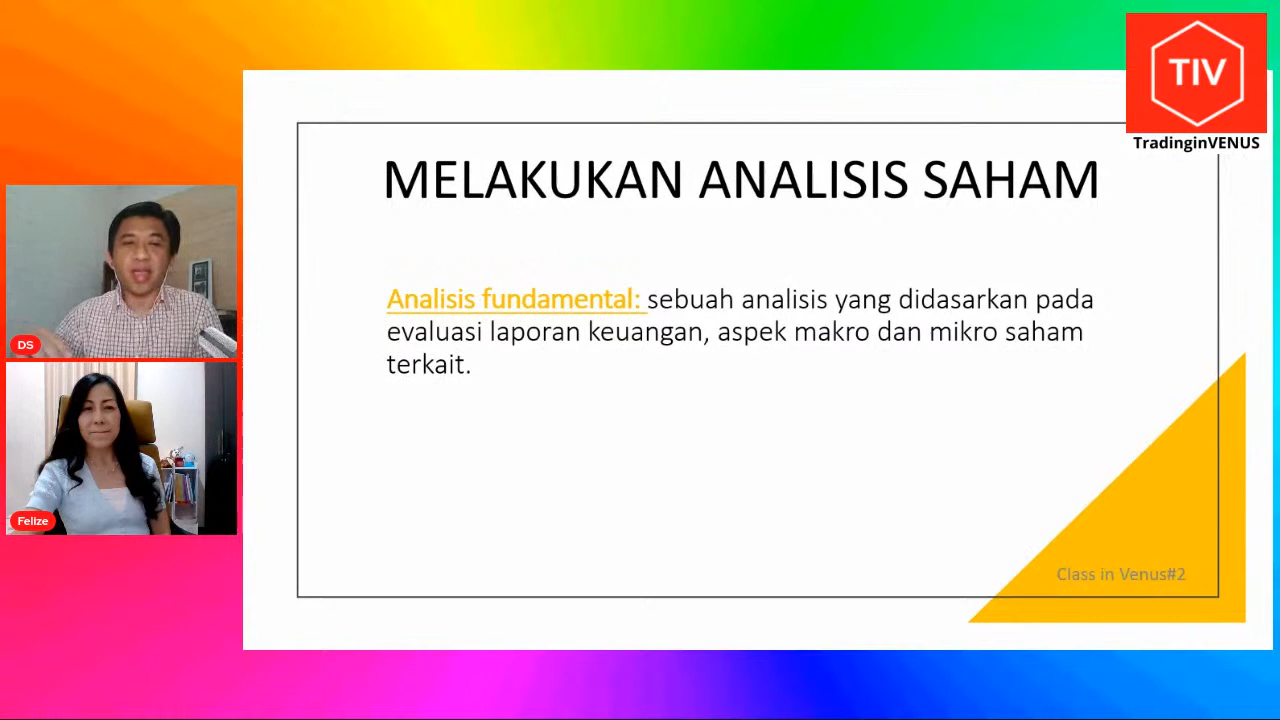 TIV
TradinginVENUS
MELAKUKAN ANALISIS SAHAM
Analisis fundamental: sebuah analisis yang didasarkan pada
evaluasi laporan keuangan, aspek makro dan mikro saham
terkait.
DS
Felize
Class in Venus#2